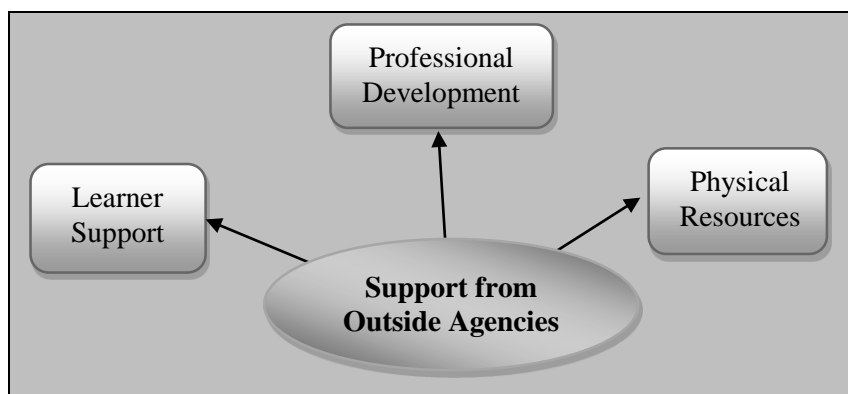 Professional
Development
Learner
Support
Physical
Resources
Support from
Outside Agencies